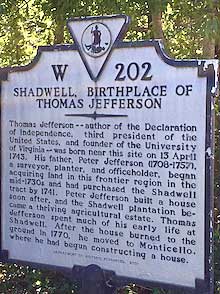 W 202
SHADWELL, BIRTHPLACE OF
THOMAS JEFFERSON
Thomas Jefferson--author of the Declaration
of Independence, third president of the
United States, and founder of the University
of Virginia--was born near this site on 13 April
1743. His father, Peter Jefferson (1708-1757),
a surveyor, planter, and officeholder, began
acquiring land in this frontier region in the
mid-1730s and had purchased the Shadwell
tract by 1741. Peter Jefferson built a house
soon after, and the Shadwell plantation be-
came a thriving agricultural estate. Thomas
Jefferson spent much of his early life at
Shadwell. After the house burned to the
ground in 1770, he moved to Monticello,
where he had begun constructing a house.
DEPARTMENT OF HISTORIC RESOURCES,